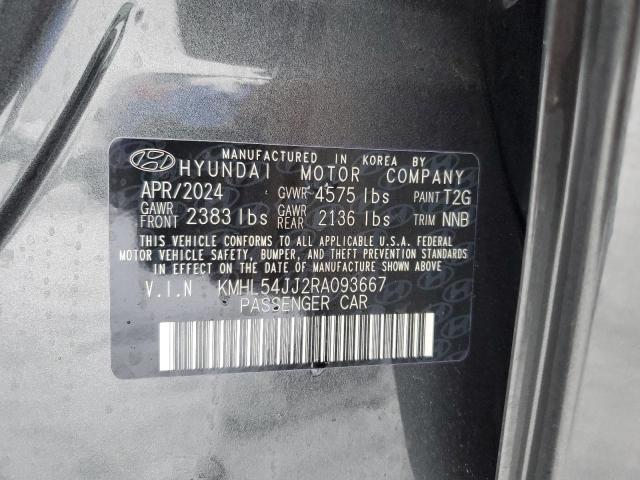 MANUFACTURED IN KOREA BY
HYUNDAI MOTOR COMPANY
APR/2024 GVWR 4575 lbs PAINT T2G
GAWR FRONT 2383 lbs GAWR REAR 2136 lbs TRIM NNB
THIS VEHICLE CONFORMS TO ALL APPLICABLE U.S.A. FEDERAL
MOTOR VEHICLE SAFETY, BUMPER, AND THEFT PREVENTION STANDARDS
IN EFFECT ON THE DATE OF MANUFACTURE SHOWN ABOVE.
V.I.N KMHL54JJ2RA093667
PASSENGER CAR